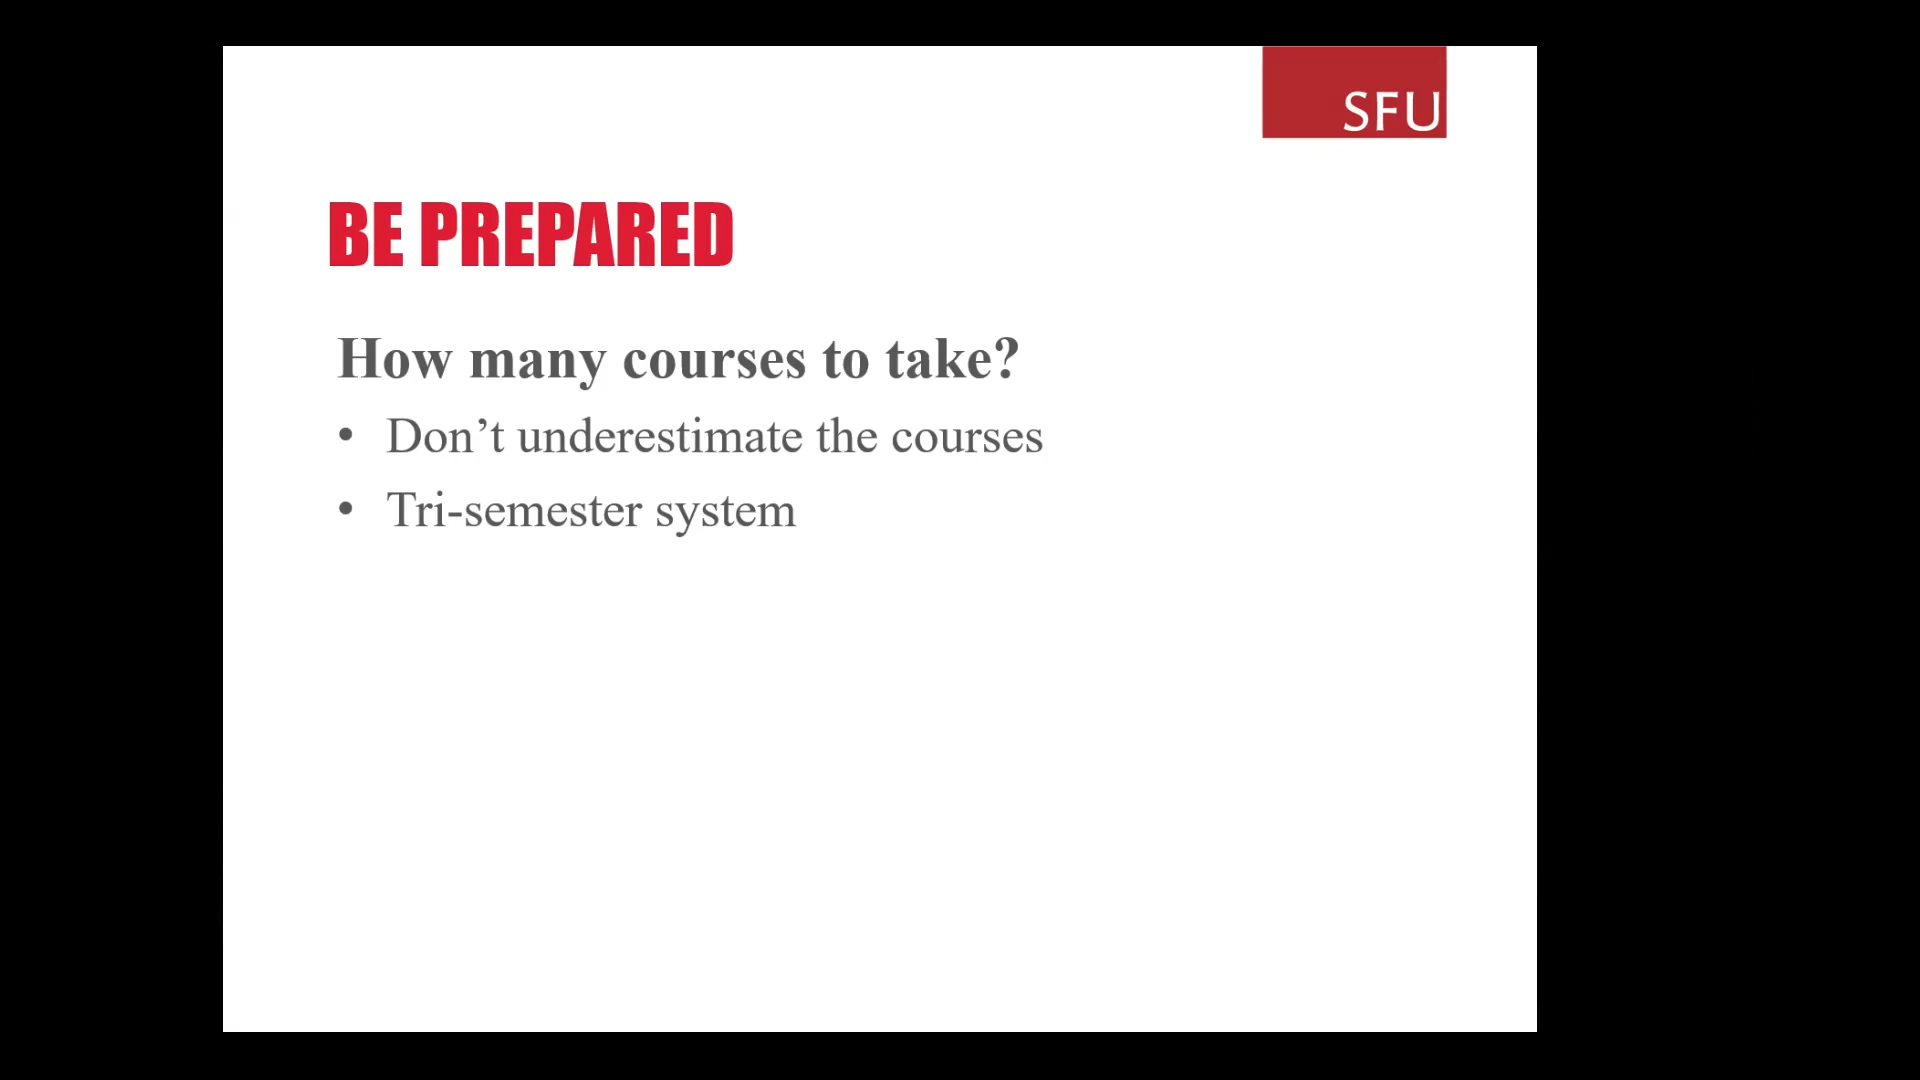 SFU
BE PREPARED
How many courses to take?
• Don’t underestimate the courses
• Tri-semester system